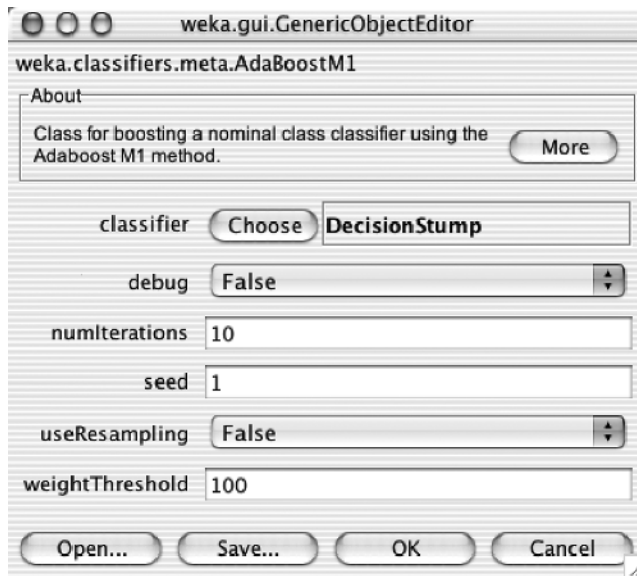 weka.gui.GenericObjectEditor
weka.classifiers.meta.AdaBoostM1
About
Class for boosting a nominal class classifier using the
Adaboost M1 method.
More
classifier Choose DecisionStump
debug False
numIterations 10
seed 1
useResampling False
weightThreshold 100
Open... Save... OK Cancel